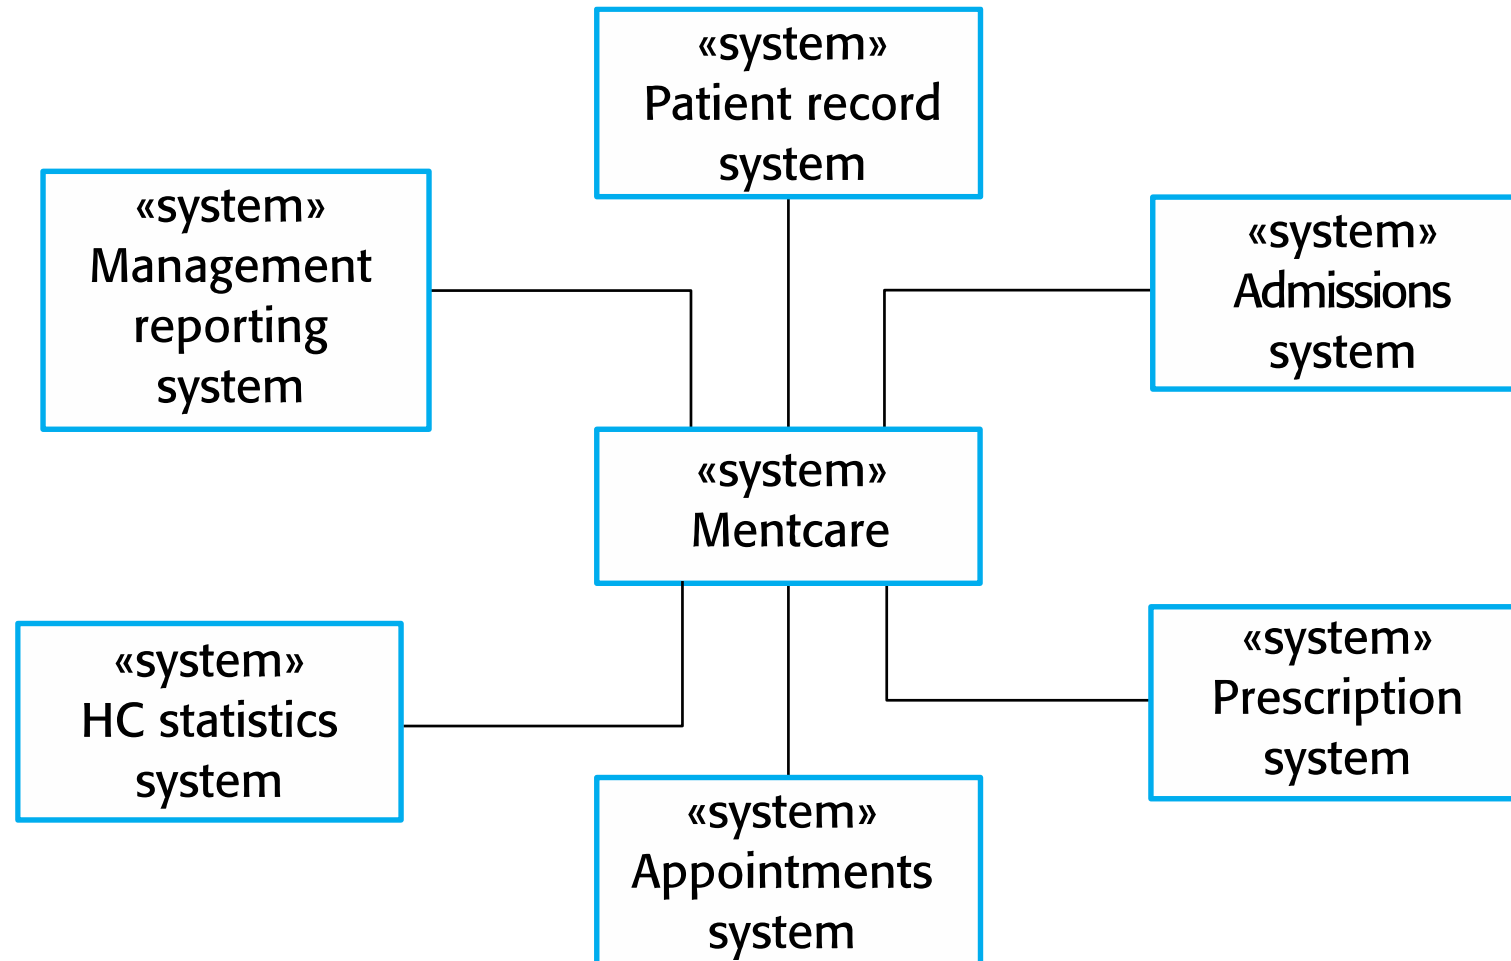 «system»
Patient record
system
«system»
Management
reporting
system
«system»
Admissions
system
«system»
Mentcare
«system»
HC statistics
system
«system»
Prescription
system
«system»
Appointments
system